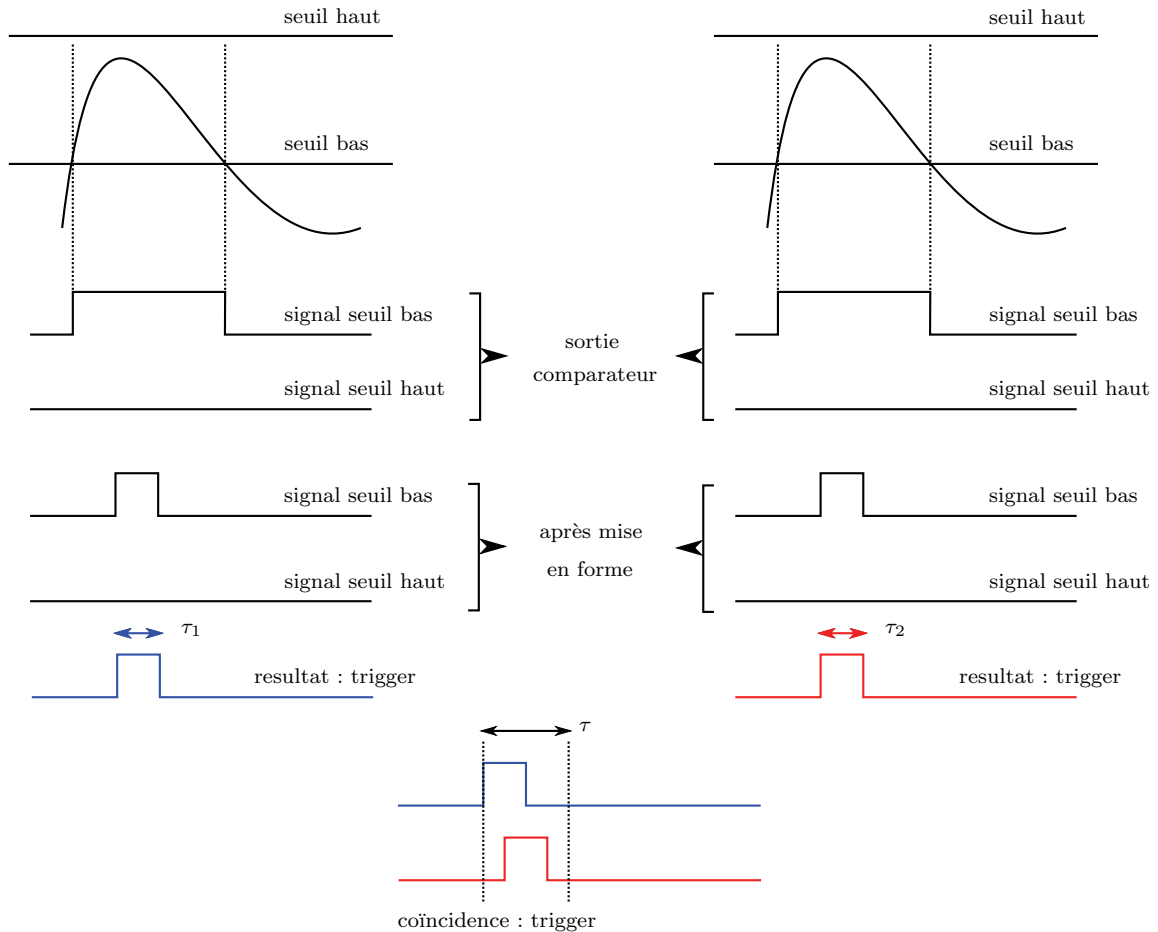 seuil haut
seuil haut
seuil bas
seuil bas
signal seuil bas
signal seuil bas
sortie
comparateur
signal seuil haut
signal seuil haut
signal seuil bas
signal seuil bas
après mise
en forme
signal seuil haut
signal seuil haut
τ1
τ2
resultat : trigger
resultat : trigger
τ
coïncidence : trigger